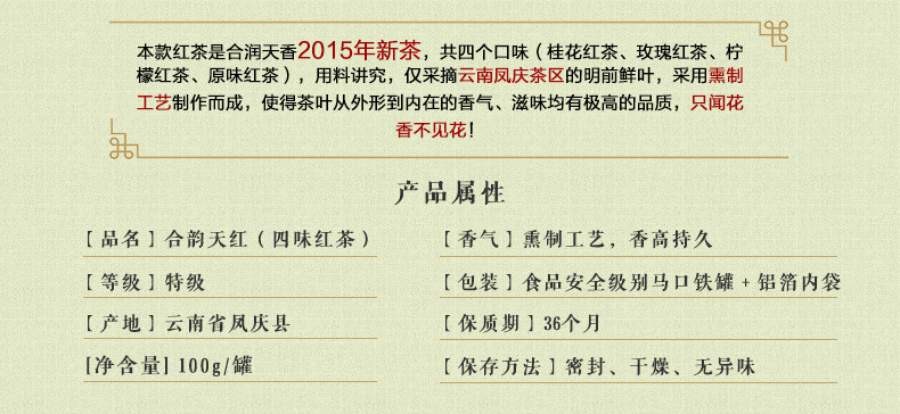 本款红茶是合润天香2015年新茶，共四个口味（桂花红茶、玫瑰红茶、柠
檬红茶、原味红茶），用料讲究，仅采摘云南凤庆茶区的明前鲜叶，采用熏制
工艺制作而成，使得茶叶从外形到内在的香气、滋味均有极高的品质，只闻花
香不见花！
产品属性
【品名】合韵天红（四味红茶）
【香气】熏制工艺，香高持久
【等级】特级
【包装】食品安全级别马口铁罐 + 铝箔内袋
【产地】云南省凤庆县
【保质期】36个月
[净含量] 100g/罐
【保存方法】密封、干燥、无异味